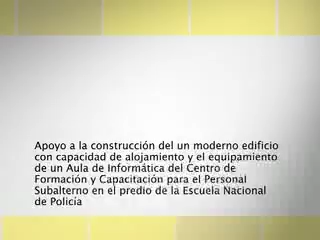 Apoyo a la construcción del un moderno edificio
con capacidad de alojamiento y el equipamiento
de un Aula de Informática del Centro de
Formación y Capacitación para el Personal
Subalterno en el predio de la Escuela Nacional
de Policía